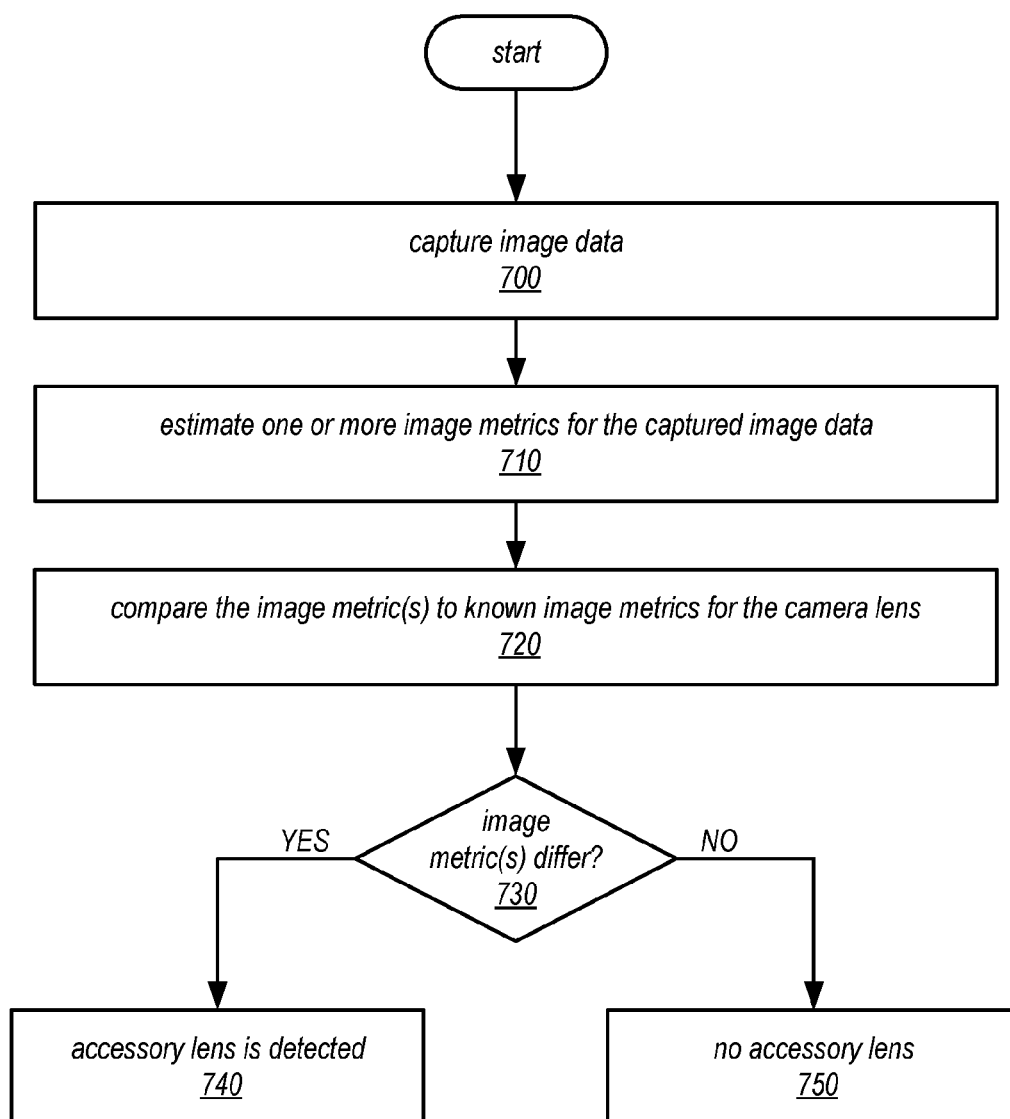 start
capture image data
700
estimate one or more image metrics for the captured image data
710
compare the image metric(s) to known image metrics for the camera lens
720
image
metric(s) differ?
730
YES
NO
accessory lens is detected
740
no accessory lens
750